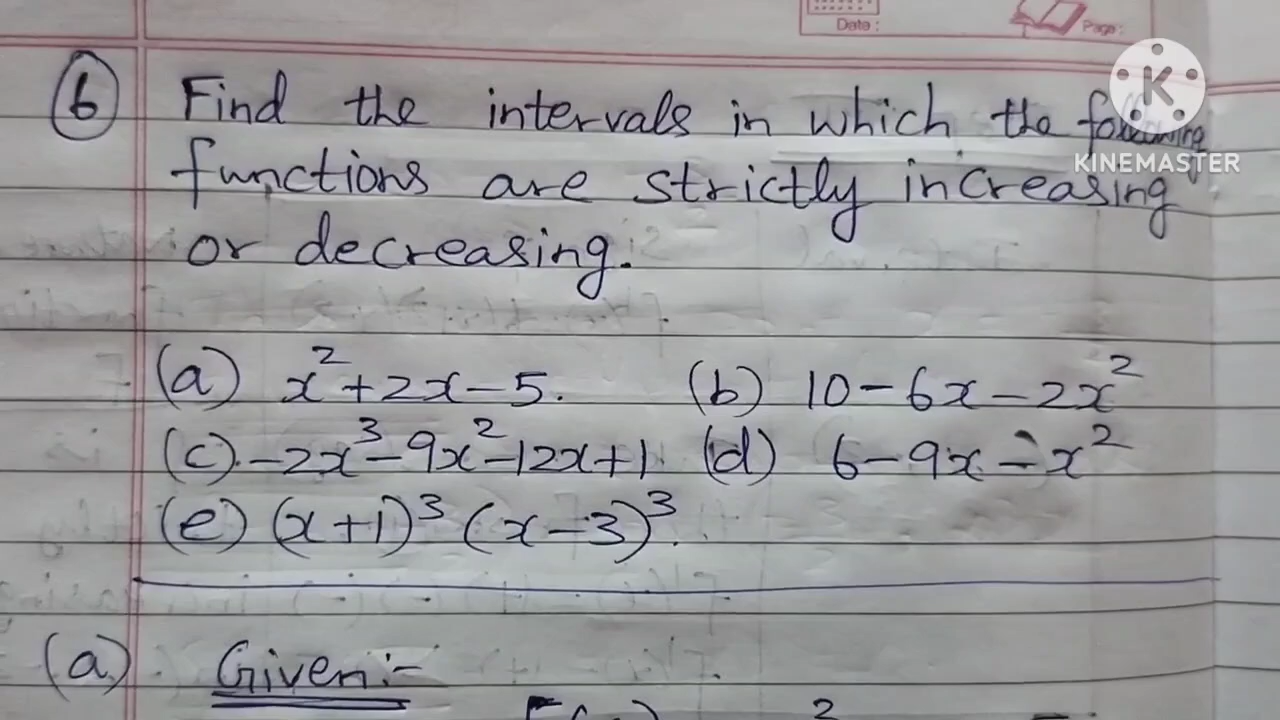 Data :
Page :
6 Find the intervals in which the following
KINEMASTER
functions are strictly increasing
or decreasing.
(a) x²+2x-5. (b) 10-6x-2x²
(c) -2x³-9x²-12x+1 (d) 6-9x-x²
(e) (x+1)³(x-3)³.
(a) Given:-